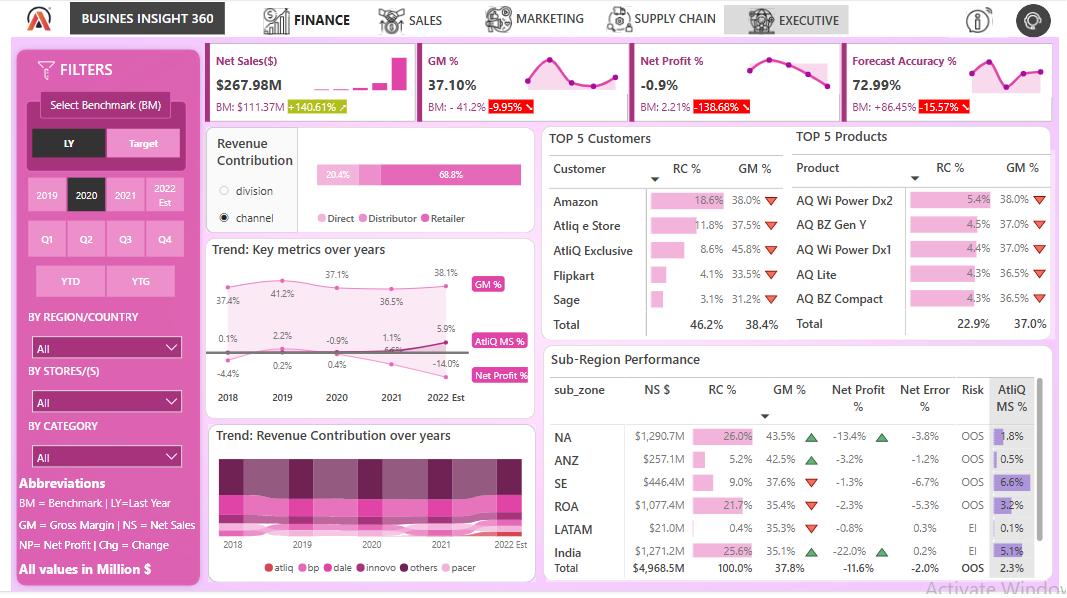 BUSINES INSIGHT 360
FINANCE
SALES
MARKETING
SUPPLY CHAIN
EXECUTIVE
FILTERS
Select Benchmark (BM)
LY Target
2019 2020 2021 2022 Est
Q1 Q2 Q3 Q4
YTD YTG
BY REGION/COUNTRY
All
BY STORES/(S)
All
BY CATEGORY
All
Abbreviations
BM = Benchmark | LY=Last Year
GM = Gross Margin | NS = Net Sales
NP= Net Profit | Chg = Change
All values in Million $
Net Sales($)
$267.98M
BM: $111.37M +140.61%
GM %
37.10%
BM: - 41.2% -9.95%
Net Profit %
-0.9%
BM: 2.21% -138.68%
Forecast Accuracy %
72.99%
BM: +86.45% -15.57%
Revenue Contribution
division
channel
20.4% 68.8%
Direct Distributor Retailer
Trend: Key metrics over years
37.4% 41.2% 37.1% 36.5% 38.1%
GM %
0.1% 2.2% -0.9% 1.1% 5.9%
AtliQ MS %
-4.4% 0.2% 0.4% -14.0%
Net Profit %
2018 2019 2020 2021 2022 Est
Trend: Revenue Contribution over years
2018 2019 2020 2021 2022 Est
atliq bp dale innovo others pacer
TOP 5 Customers
Customer RC % GM %
Amazon 18.6% 38.0%
Atliq e Store 11.8% 37.5%
AtliQ Exclusive 8.6% 45.8%
Flipkart 4.1% 33.5%
Sage 3.1% 31.2%
Total 46.2% 38.4%
TOP 5 Products
Product RC % GM %
AQ Wi Power Dx2 5.4% 38.0%
AQ BZ Gen Y 4.5% 37.0%
AQ Wi Power Dx1 4.4% 37.0%
AQ Lite 4.3% 36.5%
AQ BZ Compact 4.3% 36.5%
Total 22.9% 37.0%
Sub-Region Performance
sub_zone NS $ RC % GM % Net Profit % Net Error % Risk AtliQ MS %
NA $1,290.7M 26.0% 43.5% -13.4% -3.8% OOS 1.8%
ANZ $257.1M 5.2% 42.5% -3.2% -1.2% OOS 0.5%
SE $446.4M 9.0% 37.6% -1.3% -6.7% OOS 6.6%
ROA $1,077.4M 21.7% 35.4% -2.3% -5.3% OOS 3.2%
LATAM $21.0M 0.4% 35.3% -0.8% 0.3% EI 0.1%
India $1,271.2M 25.6% 35.1% -22.0% 0.2% EI 5.1%
Total $4,968.5M 100.0% 37.8% -11.6% -2.0% OOS 2.3%
Activate Window